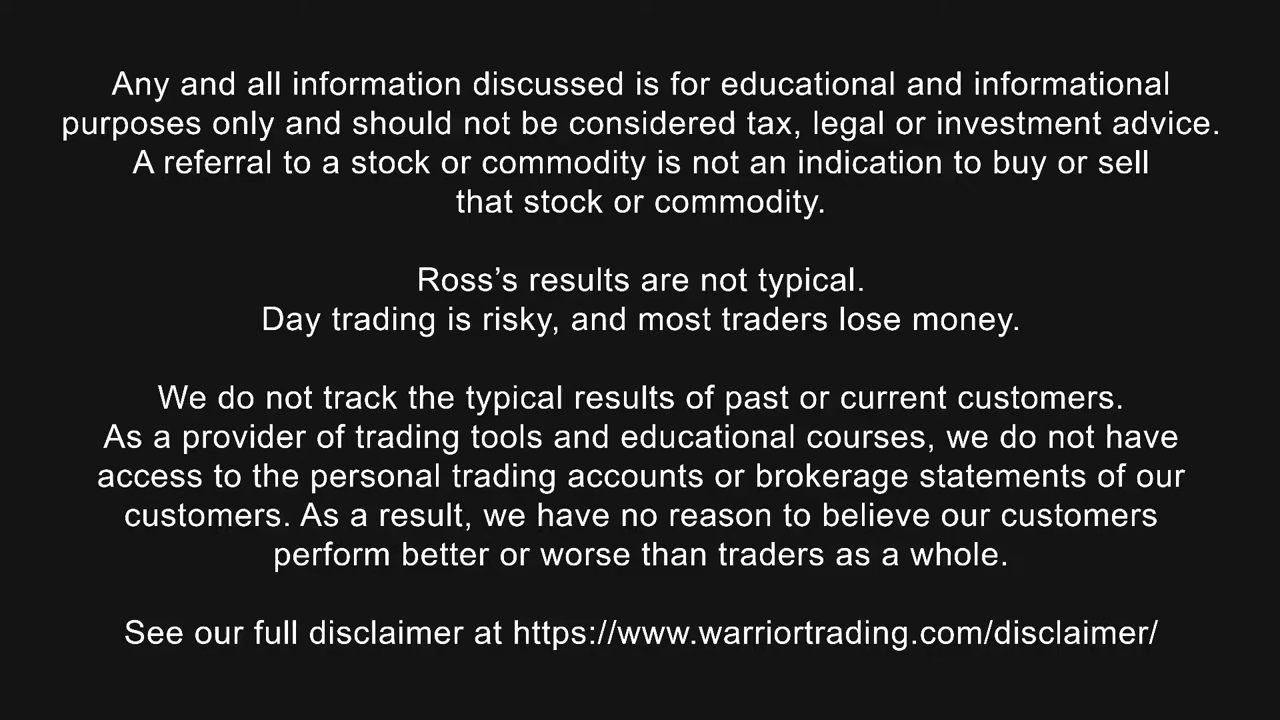 Any and all information discussed is for educational and informational
purposes only and should not be considered tax, legal or investment advice.
A referral to a stock or commodity is not an indication to buy or sell
that stock or commodity.
Ross’s results are not typical.
Day trading is risky, and most traders lose money.
We do not track the typical results of past or current customers.
As a provider of trading tools and educational courses, we do not have
access to the personal trading accounts or brokerage statements of our
customers. As a result, we have no reason to believe our customers
perform better or worse than traders as a whole.
See our full disclaimer at https://www.warriortrading.com/disclaimer/